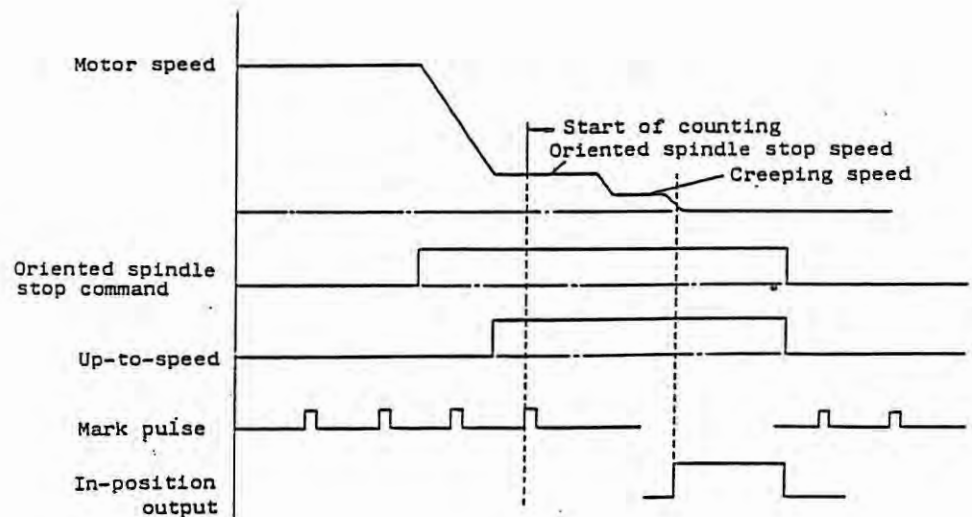 Motor speed
Start of counting
Oriented spindle stop speed
Creeping speed
Oriented spindle
stop command
Up-to-speed
Mark pulse
In-position
output